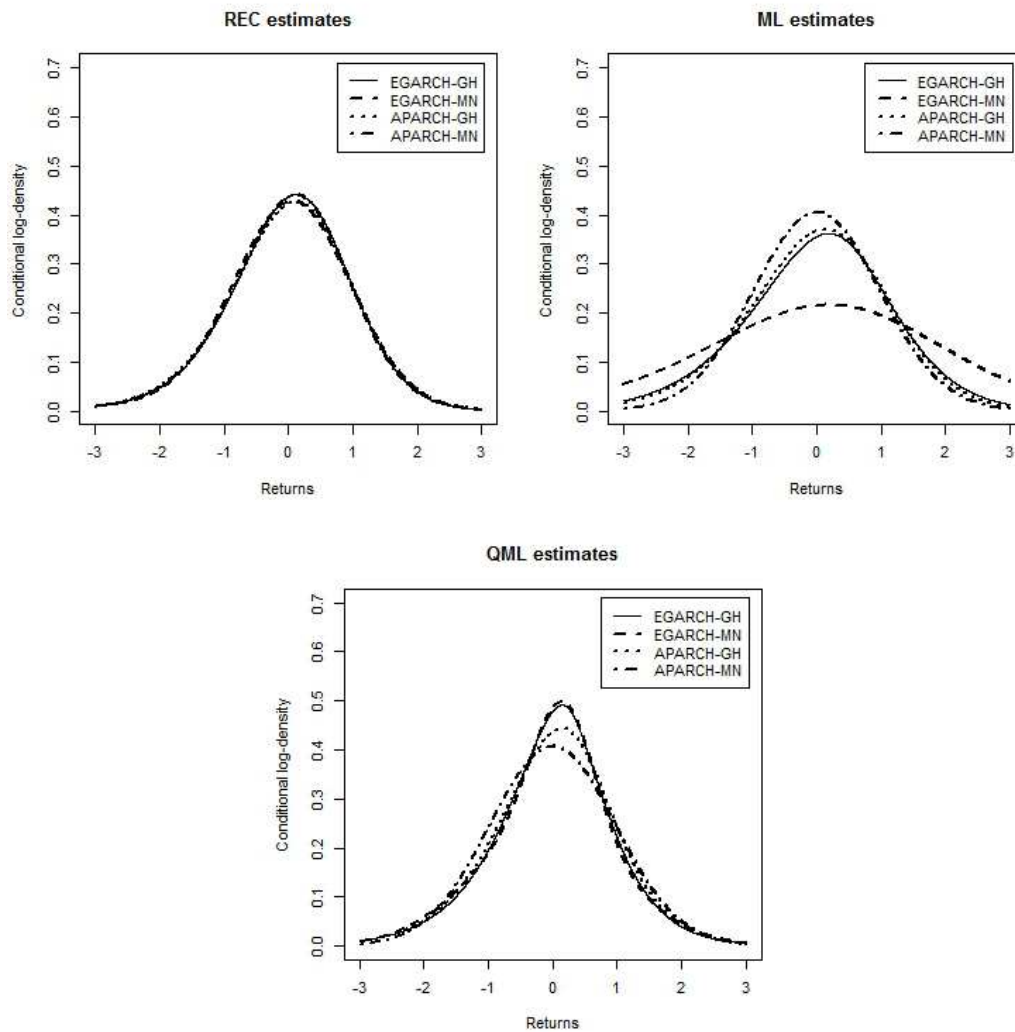 REC estimates
Conditional log-density
0.0 0.1 0.2 0.3 0.4 0.5 0.6 0.7
EGARCH-GH
EGARCH-MN
APARCH-GH
APARCH-MN
-3 -2 -1 0 1 2 3
Returns
ML estimates
Conditional log-density
0.0 0.1 0.2 0.3 0.4 0.5 0.6 0.7
EGARCH-GH
EGARCH-MN
APARCH-GH
APARCH-MN
-3 -2 -1 0 1 2 3
Returns
QML estimates
Conditional log-density
0.0 0.1 0.2 0.3 0.4 0.5 0.6 0.7
EGARCH-GH
EGARCH-MN
APARCH-GH
APARCH-MN
-3 -2 -1 0 1 2 3
Returns